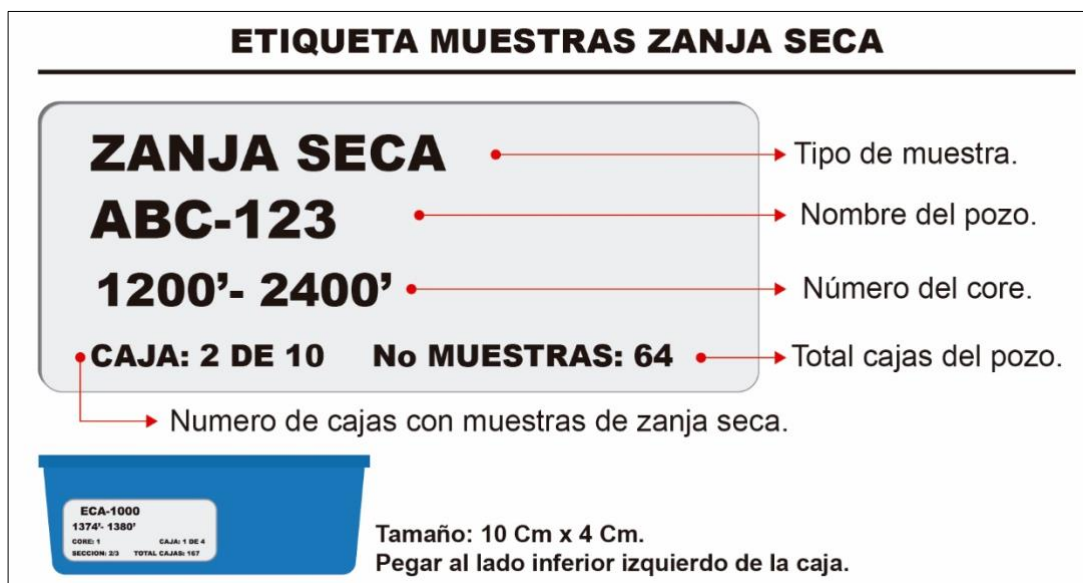 ETIQUETA MUESTRAS ZANJA SECA
ZANJA SECA
Tipo de muestra.
ABC-123
Nombre del pozo.
1200’- 2400’
Número del core.
CAJA: 2 DE 10 No MUESTRAS: 64
Total cajas del pozo.
Numero de cajas con muestras de zanja seca.
ECA-1000
1374’- 1380’
CORE: 1 CAJA: 1 DE 4
SECCION: 2/3 TOTAL CAJAS: 167
Tamaño: 10 Cm x 4 Cm.
Pegar al lado inferior izquierdo de la caja.